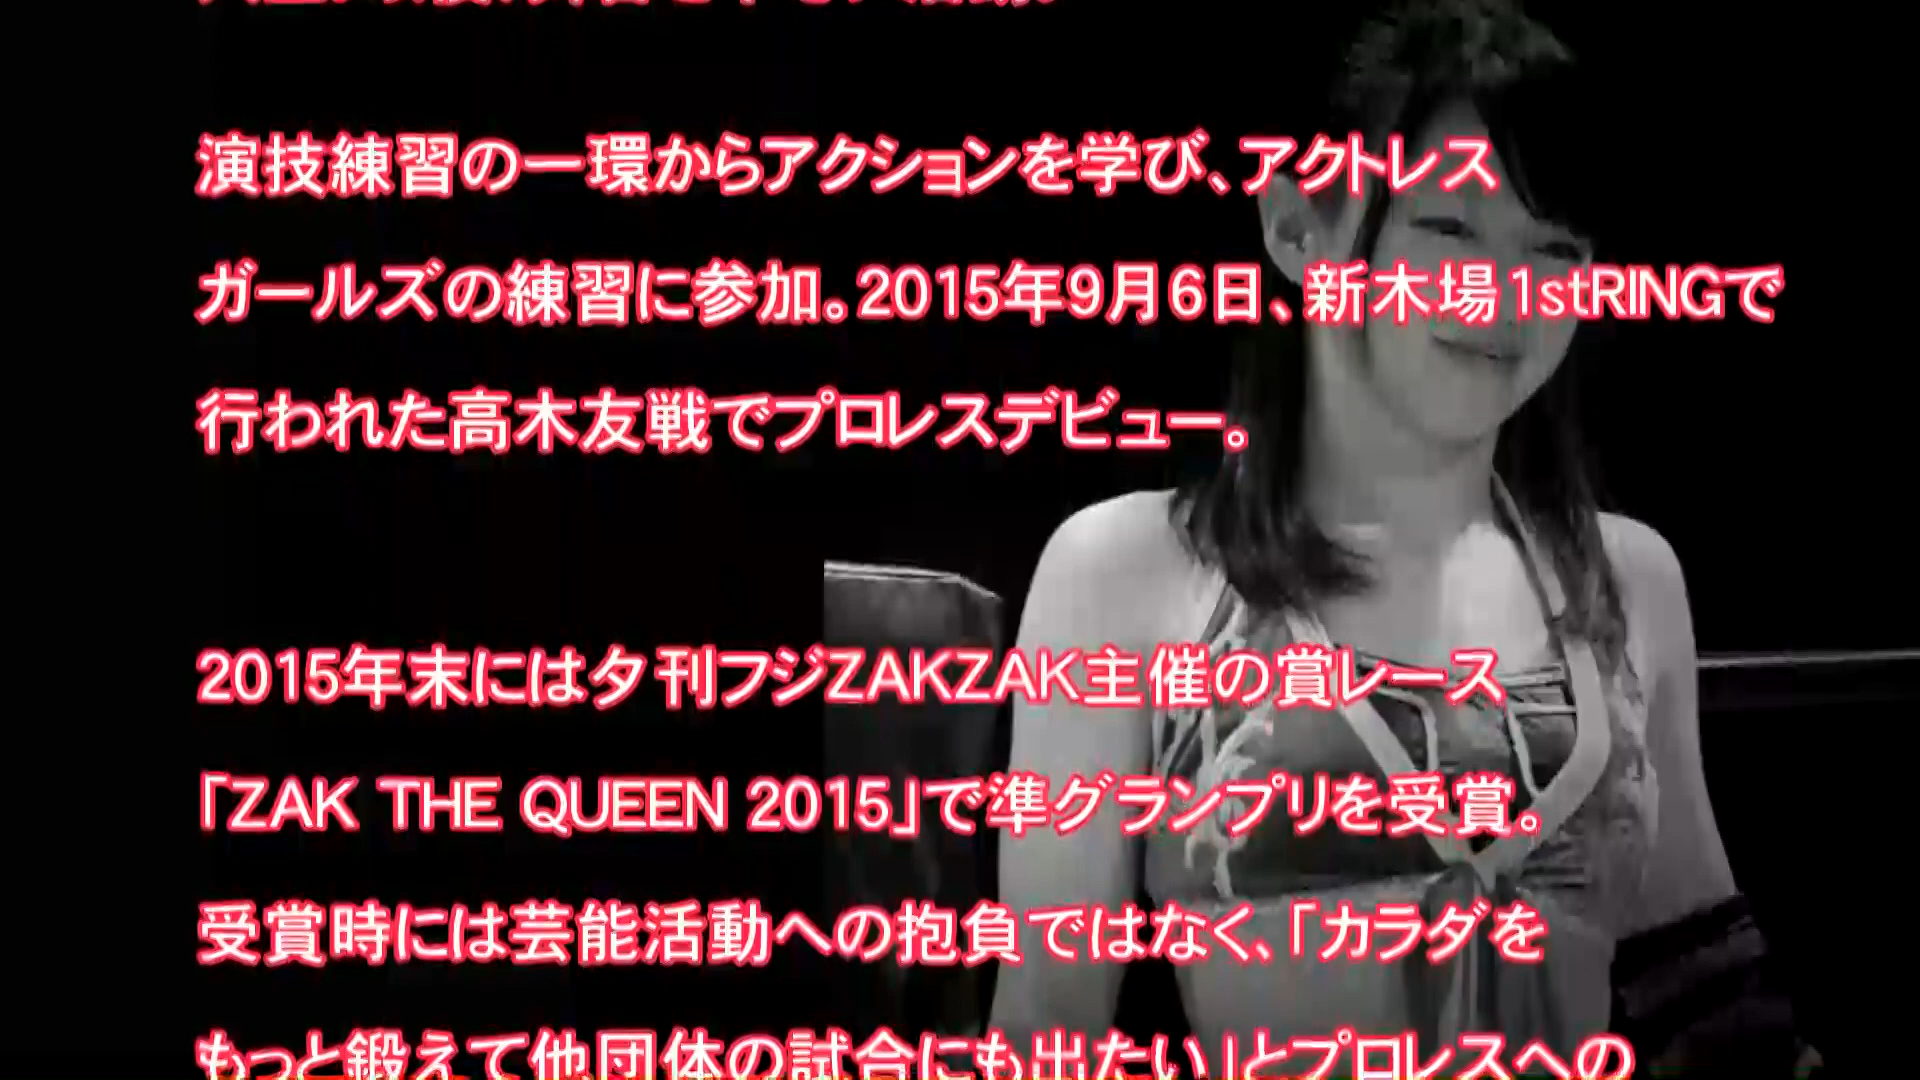 演技練習の一環からアクションを学び、アクトレス
ガールズの練習に参加。2015年9月6日、新木場1stRINGで
行われた高木友戦でプロレスデビュー。
2015年末には夕刊フジZAKZAK主催の賞レース
「ZAK THE QUEEN 2015」で準グランプリを受賞。
受賞時には芸能活動への抱負ではなく、「カラダを
もっと鍛えて他団体の試合にも出たい」とプロレスへの